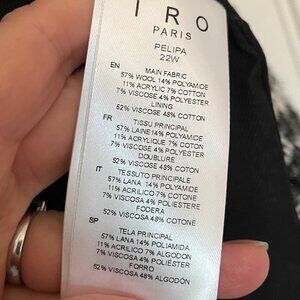 IRO
PARIS
PELIPA
22W
EN
MAIN FABRIC
57% WOOL 14% POLYAMIDE
11% ACRYLIC 7% COTTON
7% VISCOSE 4% POLYESTER
LINING
52% VISCOSE 48% COTTON
FR
TISSU PRINCIPAL
57% LAINE 14% POLYAMIDE
11% ACRYLIQUE 7% COTON
7% VISCOSE 4% POLYESTER
DOUBLURE
52% VISCOSE 48% COTON
IT
TESSUTO PRINCIPALE
57% LANA 14% POLYAMIDE
11% ACRILICO 7% COTONE
7% VISCOSA 4% POLIESTERE
FODERA
52% VISCOSA 48% COTONE
SP
TELA PRINCIPAL
57% LANA 14% POLIAMIDA
11% ACRÍLICO 7% ALGODÓN
7% VISCOSA 4% POLIÉSTER
FORRO
52% VISCOSA 48% ALGODÓN